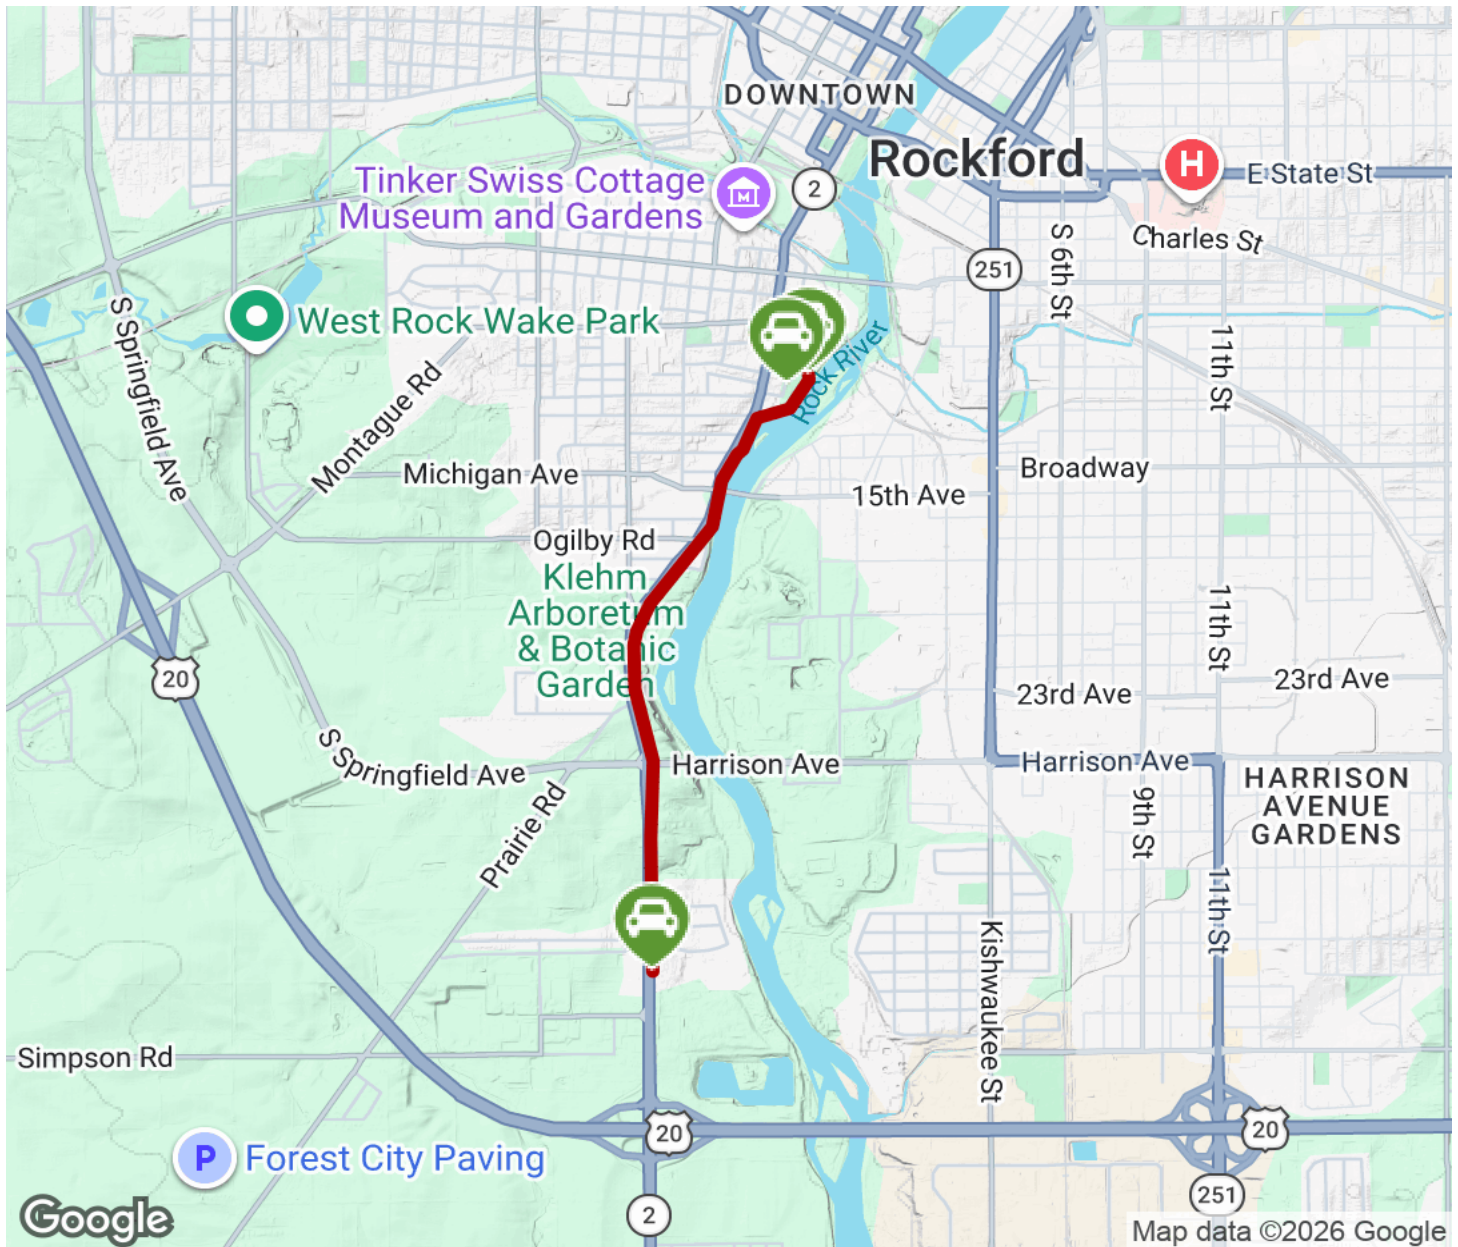 DOWNTOWN
Rockford
H
E State St
Tinker Swiss Cottage
Museum and Gardens
M
2
Charles St
S 6th St
251
S Springfield Ave
West Rock Wake Park
Rock River
11th St
Montague Rd
Michigan Ave
15th Ave
Broadway
Ogilby Rd
Klehm
Arboretum
& Botanic
Garden
11th St
20
23rd Ave
23rd Ave
S Springfield Ave
Harrison Ave
Harrison Ave
HARRISON
AVENUE
GARDENS
Prairie Rd
9th St
11th St
Kishwaukee St
Simpson Rd
20
20
P
Forest City Paving
2
251
Google
Map data ©2026 Google